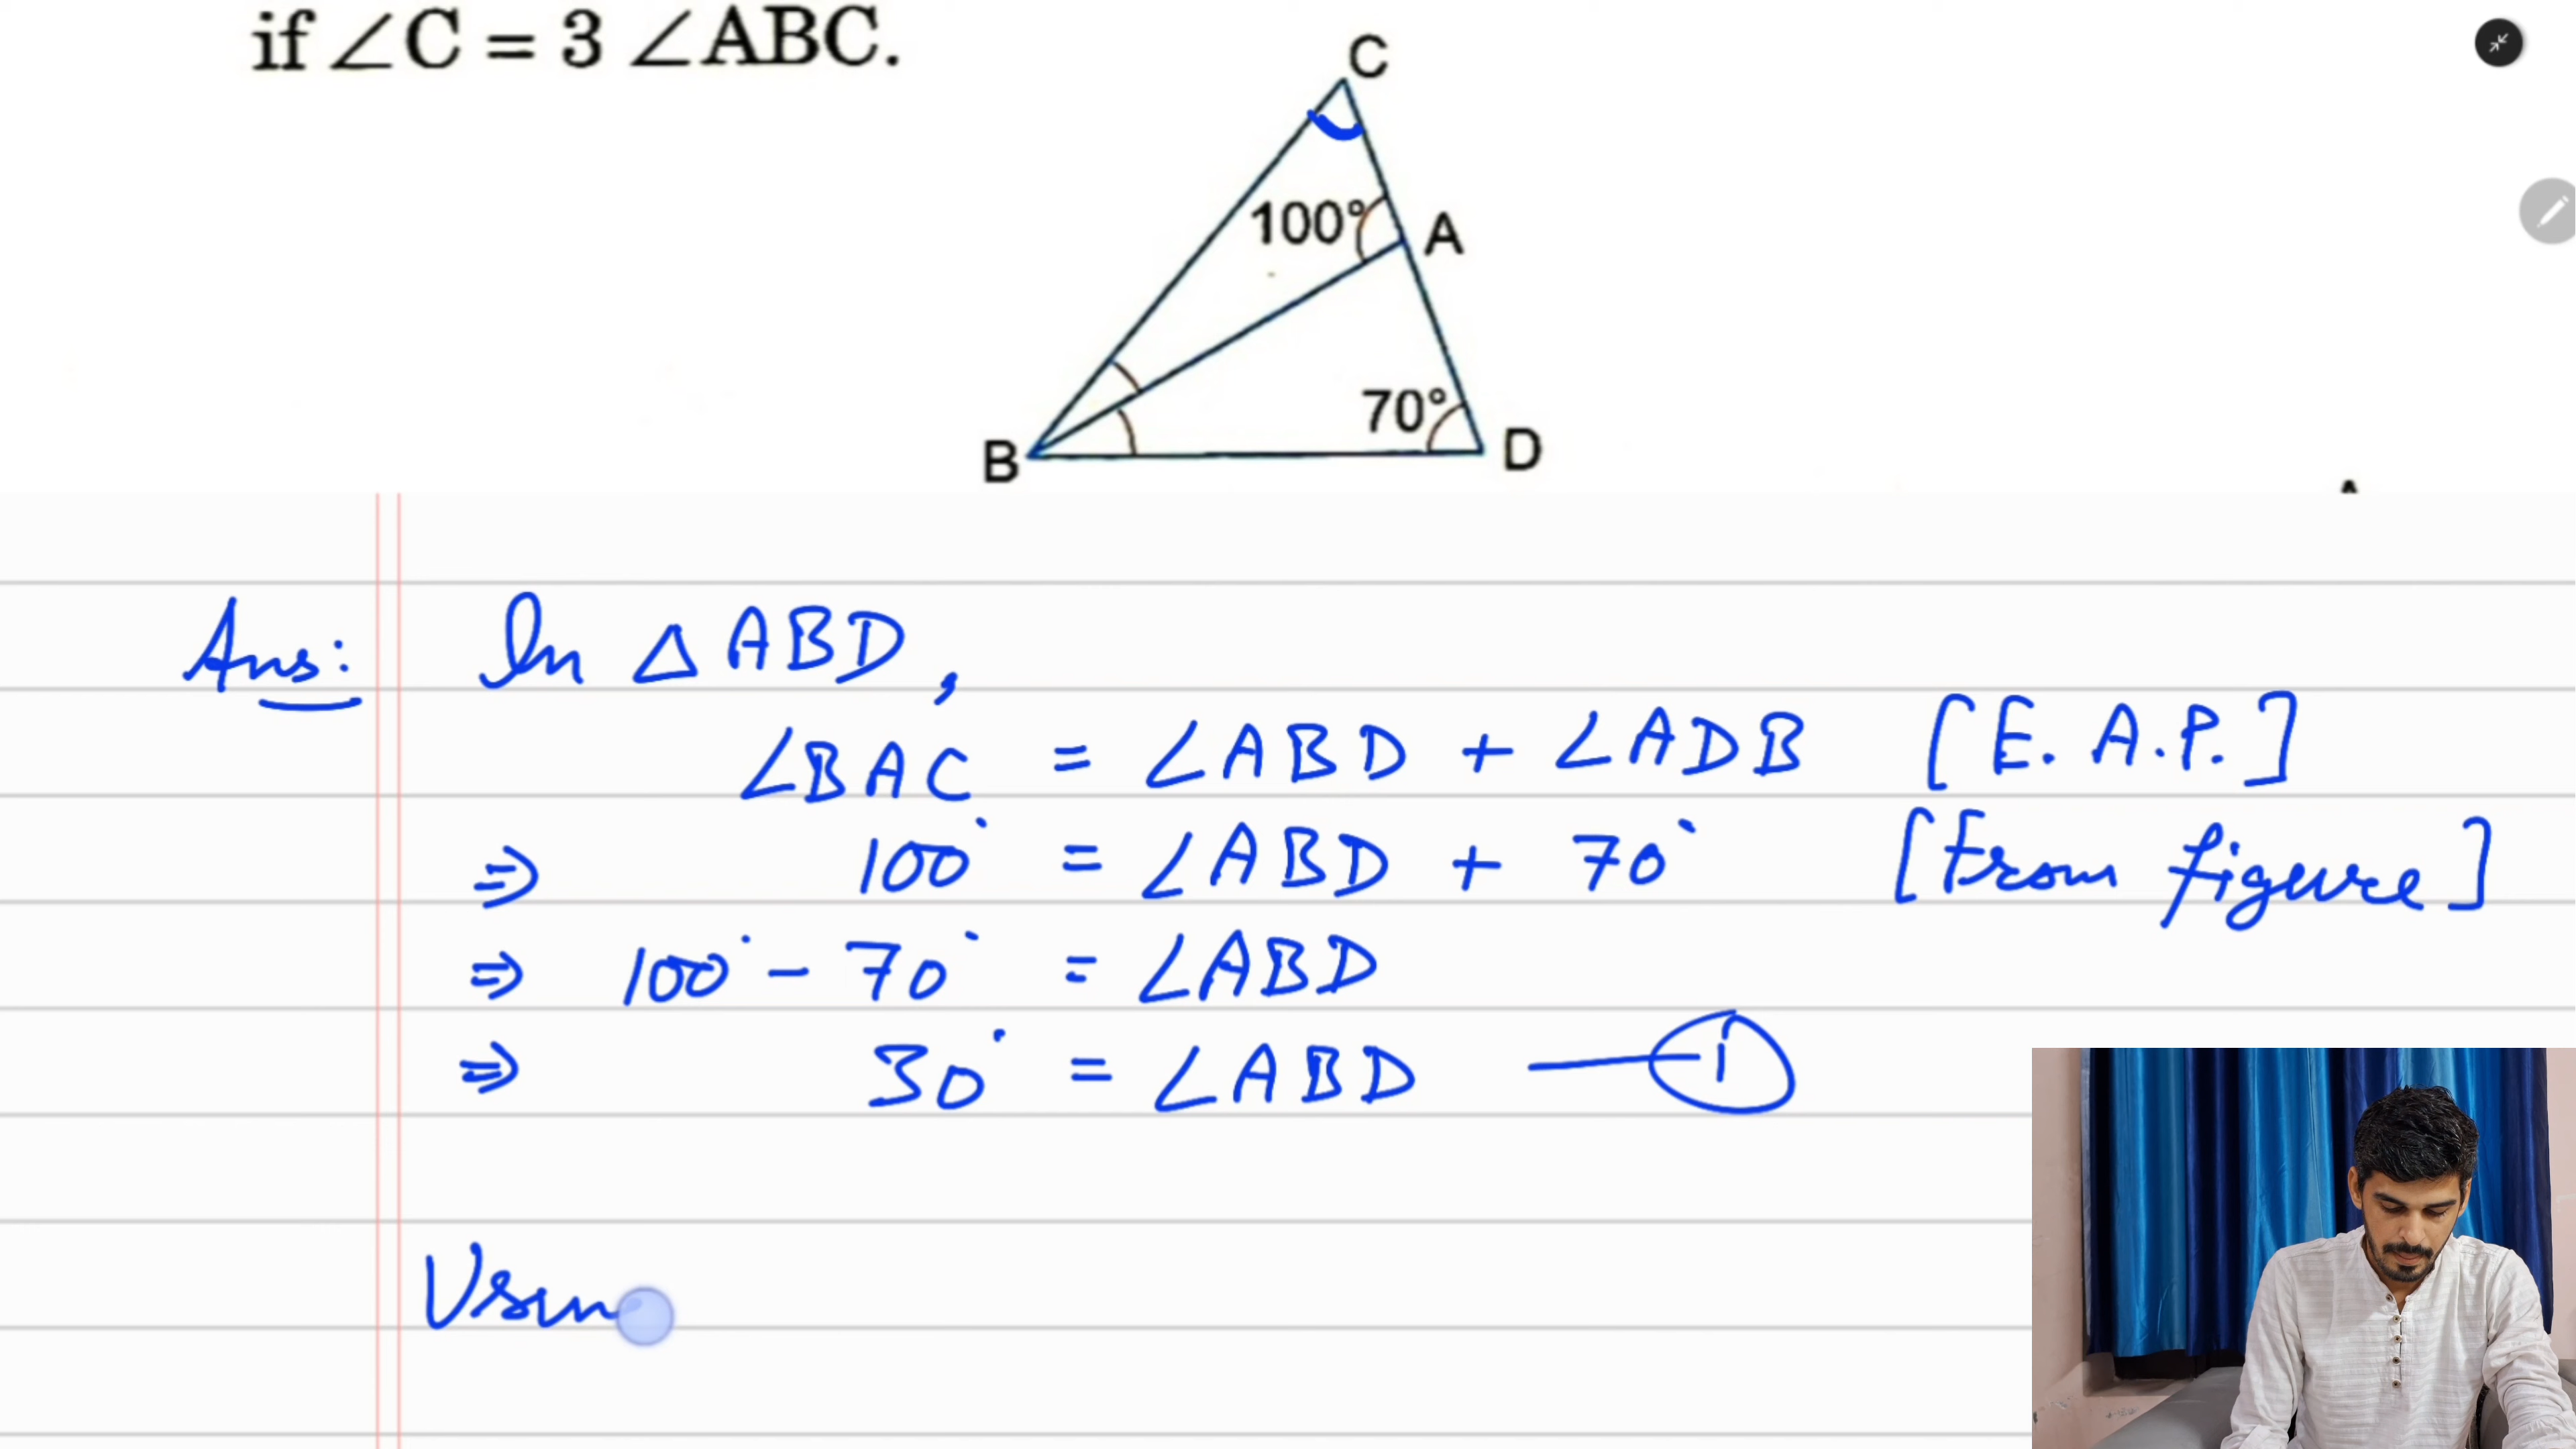 if ∠C = 3 ∠ABC.
C
100°
A
70°
B
D
Ans: In △ ABD,
∠BAC = ∠ABD + ∠ADB [E. A.P.]
⇒ 100° = ∠ABD + 70° [From figure]
⇒ 100° - 70° = ∠ABD
⇒ 30° = ∠ABD — i
Usin